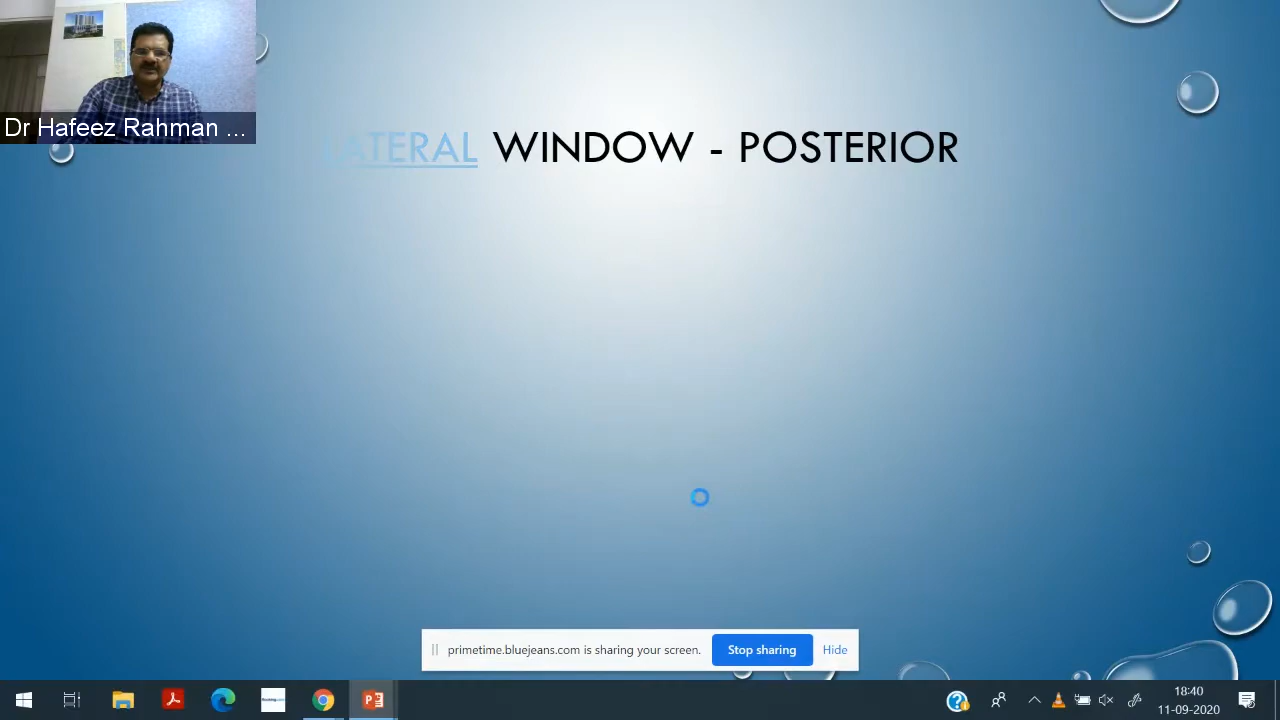 Dr Hafeez Rahman ...
LATERAL WINDOW - POSTERIOR
primetime.bluejeans.com is sharing your screen. Stop sharing Hide
18:40
11-09-2020